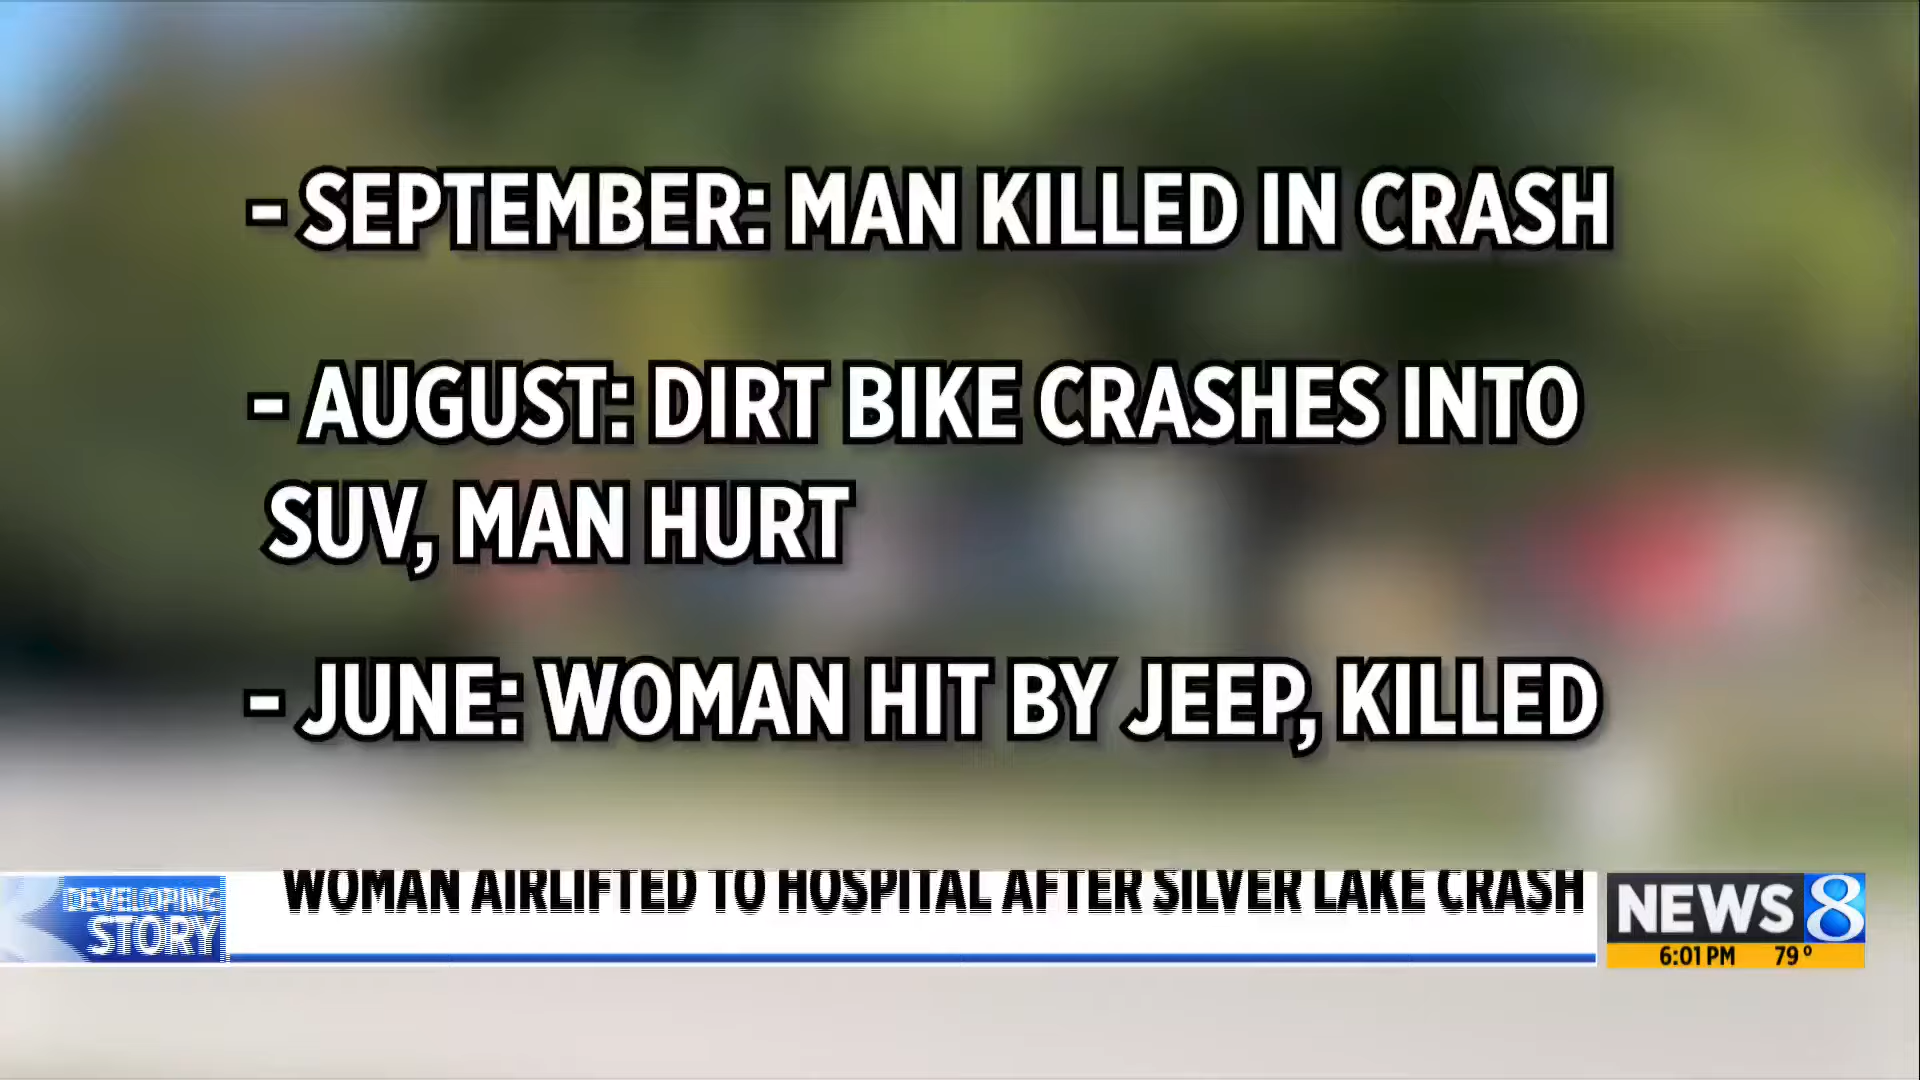 - SEPTEMBER: MAN KILLED IN CRASH
- AUGUST: DIRT BIKE CRASHES INTO
SUV, MAN HURT
- JUNE: WOMAN HIT BY JEEP, KILLED
DEVELOPING
STORY
WOMAN AIRLIFTED TO HOSPITAL AFTER SILVER LAKE CRASH
NEWS 8
6:01 PM 79°